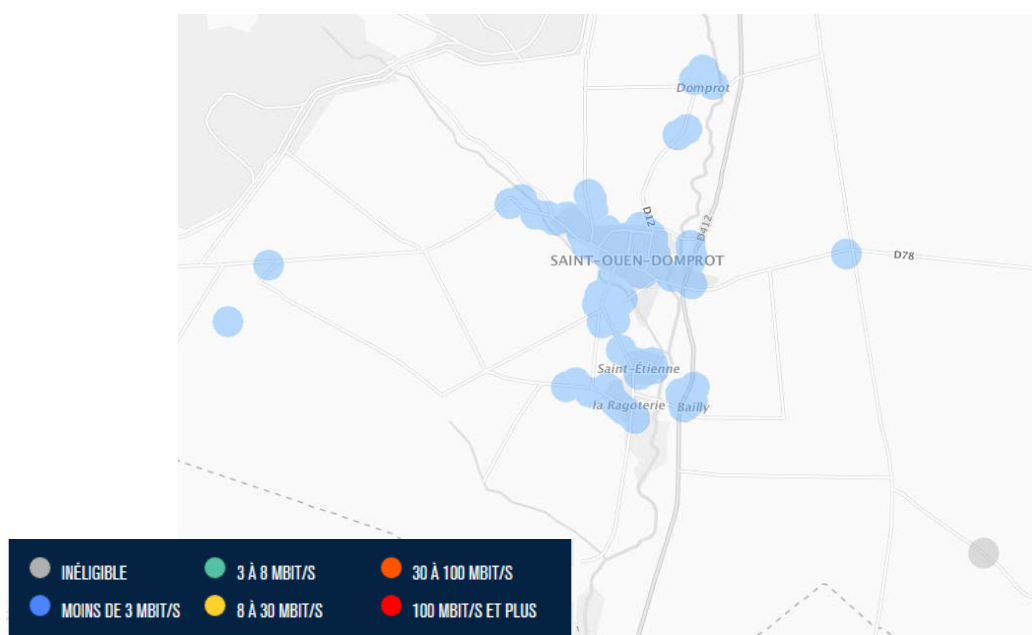 Domprot
D12
D412
SAINT-OUEN-DOMPROT
D78
Saint-Étienne
la Ragoterie
Bailly
INÉLIGIBLE
3 À 8 MBIT/S
30 À 100 MBIT/S
MOINS DE 3 MBIT/S
8 À 30 MBIT/S
100 MBIT/S ET PLUS